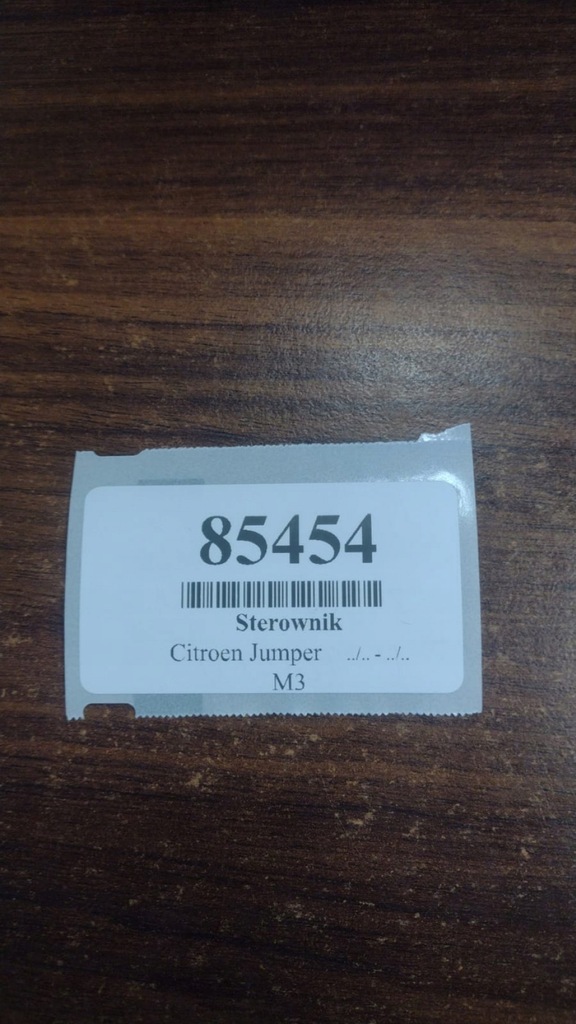 85454
Sterownik
Citroen Jumper ../.. - ../..
M3